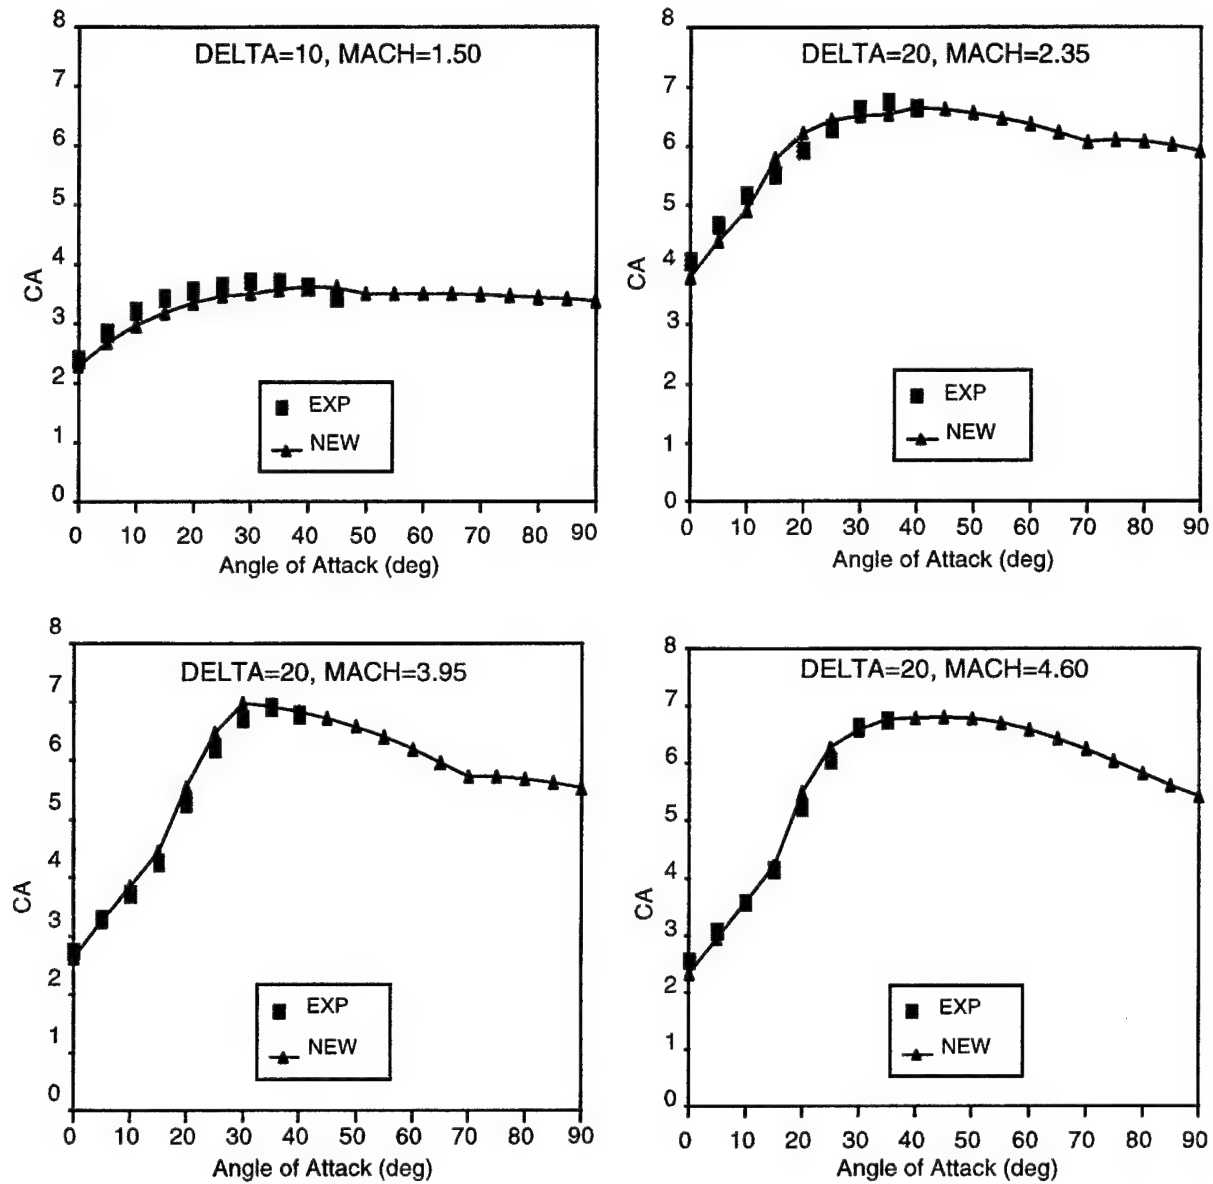 DELTA=10, MACH=1.50
8
7
6
5
4
3
2
1
0
CA
EXP
NEW
0 10 20 30 40 50 60 70 80 90
Angle of Attack (deg)
DELTA=20, MACH=2.35
8
7
6
5
4
3
2
1
0
CA
EXP
NEW
0 10 20 30 40 50 60 70 80 90
Angle of Attack (deg)
DELTA=20, MACH=3.95
8
7
6
5
4
3
2
1
0
CA
EXP
NEW
0 10 20 30 40 50 60 70 80 90
Angle of Attack (deg)
DELTA=20, MACH=4.60
8
7
6
5
4
3
2
1
0
CA
EXP
NEW
0 10 20 30 40 50 60 70 80 90
Angle of Attack (deg)